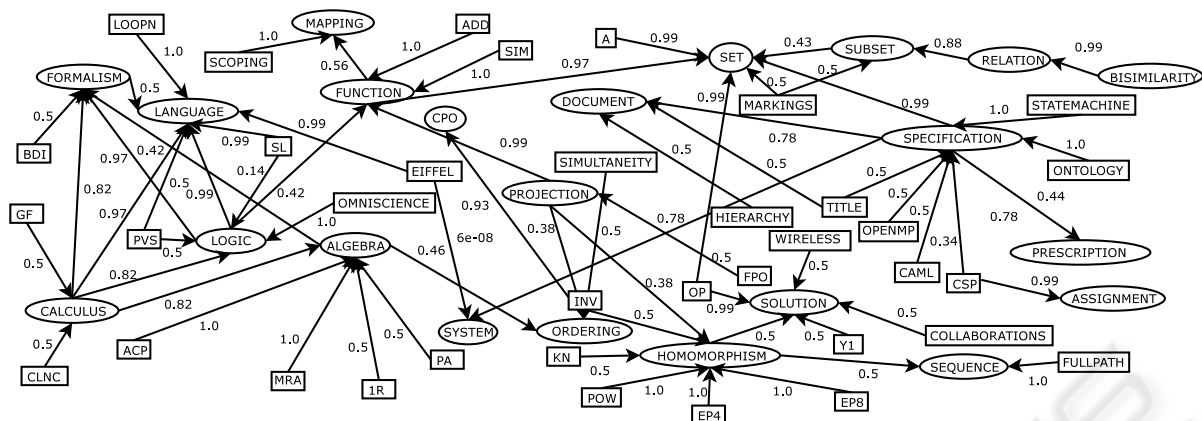 LOOPN
MAPPING
ADD
A
SUBSET
0.99
0.43
SET
0.88
RELATION
0.99
BISIMILARITY
1.0
1.0
SCOPING
0.56
1.0
SIM
1.0
0.97
FORMALISM
0.5
LANGUAGE
FUNCTION
DOCUMENT
0.99
MARKINGS
0.5
0.5
0.99
1.0
STATEMACHINE
CPO
SPECIFICATION
0.5
BDI
0.97
0.42
0.99
SL
0.99
0.99
0.78
SIMULTANEITY
1.0
ONTOLOGY
0.82
0.5
0.99
0.14
0.42
EIFFEL
PROJECTION
0.5
0.5
0.5
0.44
0.97
1.0
OMNISCIENCE
0.93
HIERARCHY
TITLE
GF
PVS
0.5
LOGIC
ALGEBRA
0.46
6e-08
0.38
0.5
0.78
WIRELESS
OPENMP
0.5
0.78
PRESCRIPTION
0.5
0.82
0.5
FPO
0.5
0.34
CAML
CSP
0.99
ASSIGNMENT
CALCULUS
0.82
0.38
INV
OP
0.99
SOLUTION
1.0
SYSTEM
ORDERING
0.5
0.5
0.5
Y1
0.5
COLLABORATIONS
0.5
ACP
1.0
0.5
0.5
PA
KN
HOMOMORPHISM
CLNC
MRA
1R
0.5
1.0
1.0
1.0
0.5
SEQUENCE
1.0
FULLPATH
POW
EP4
EP8